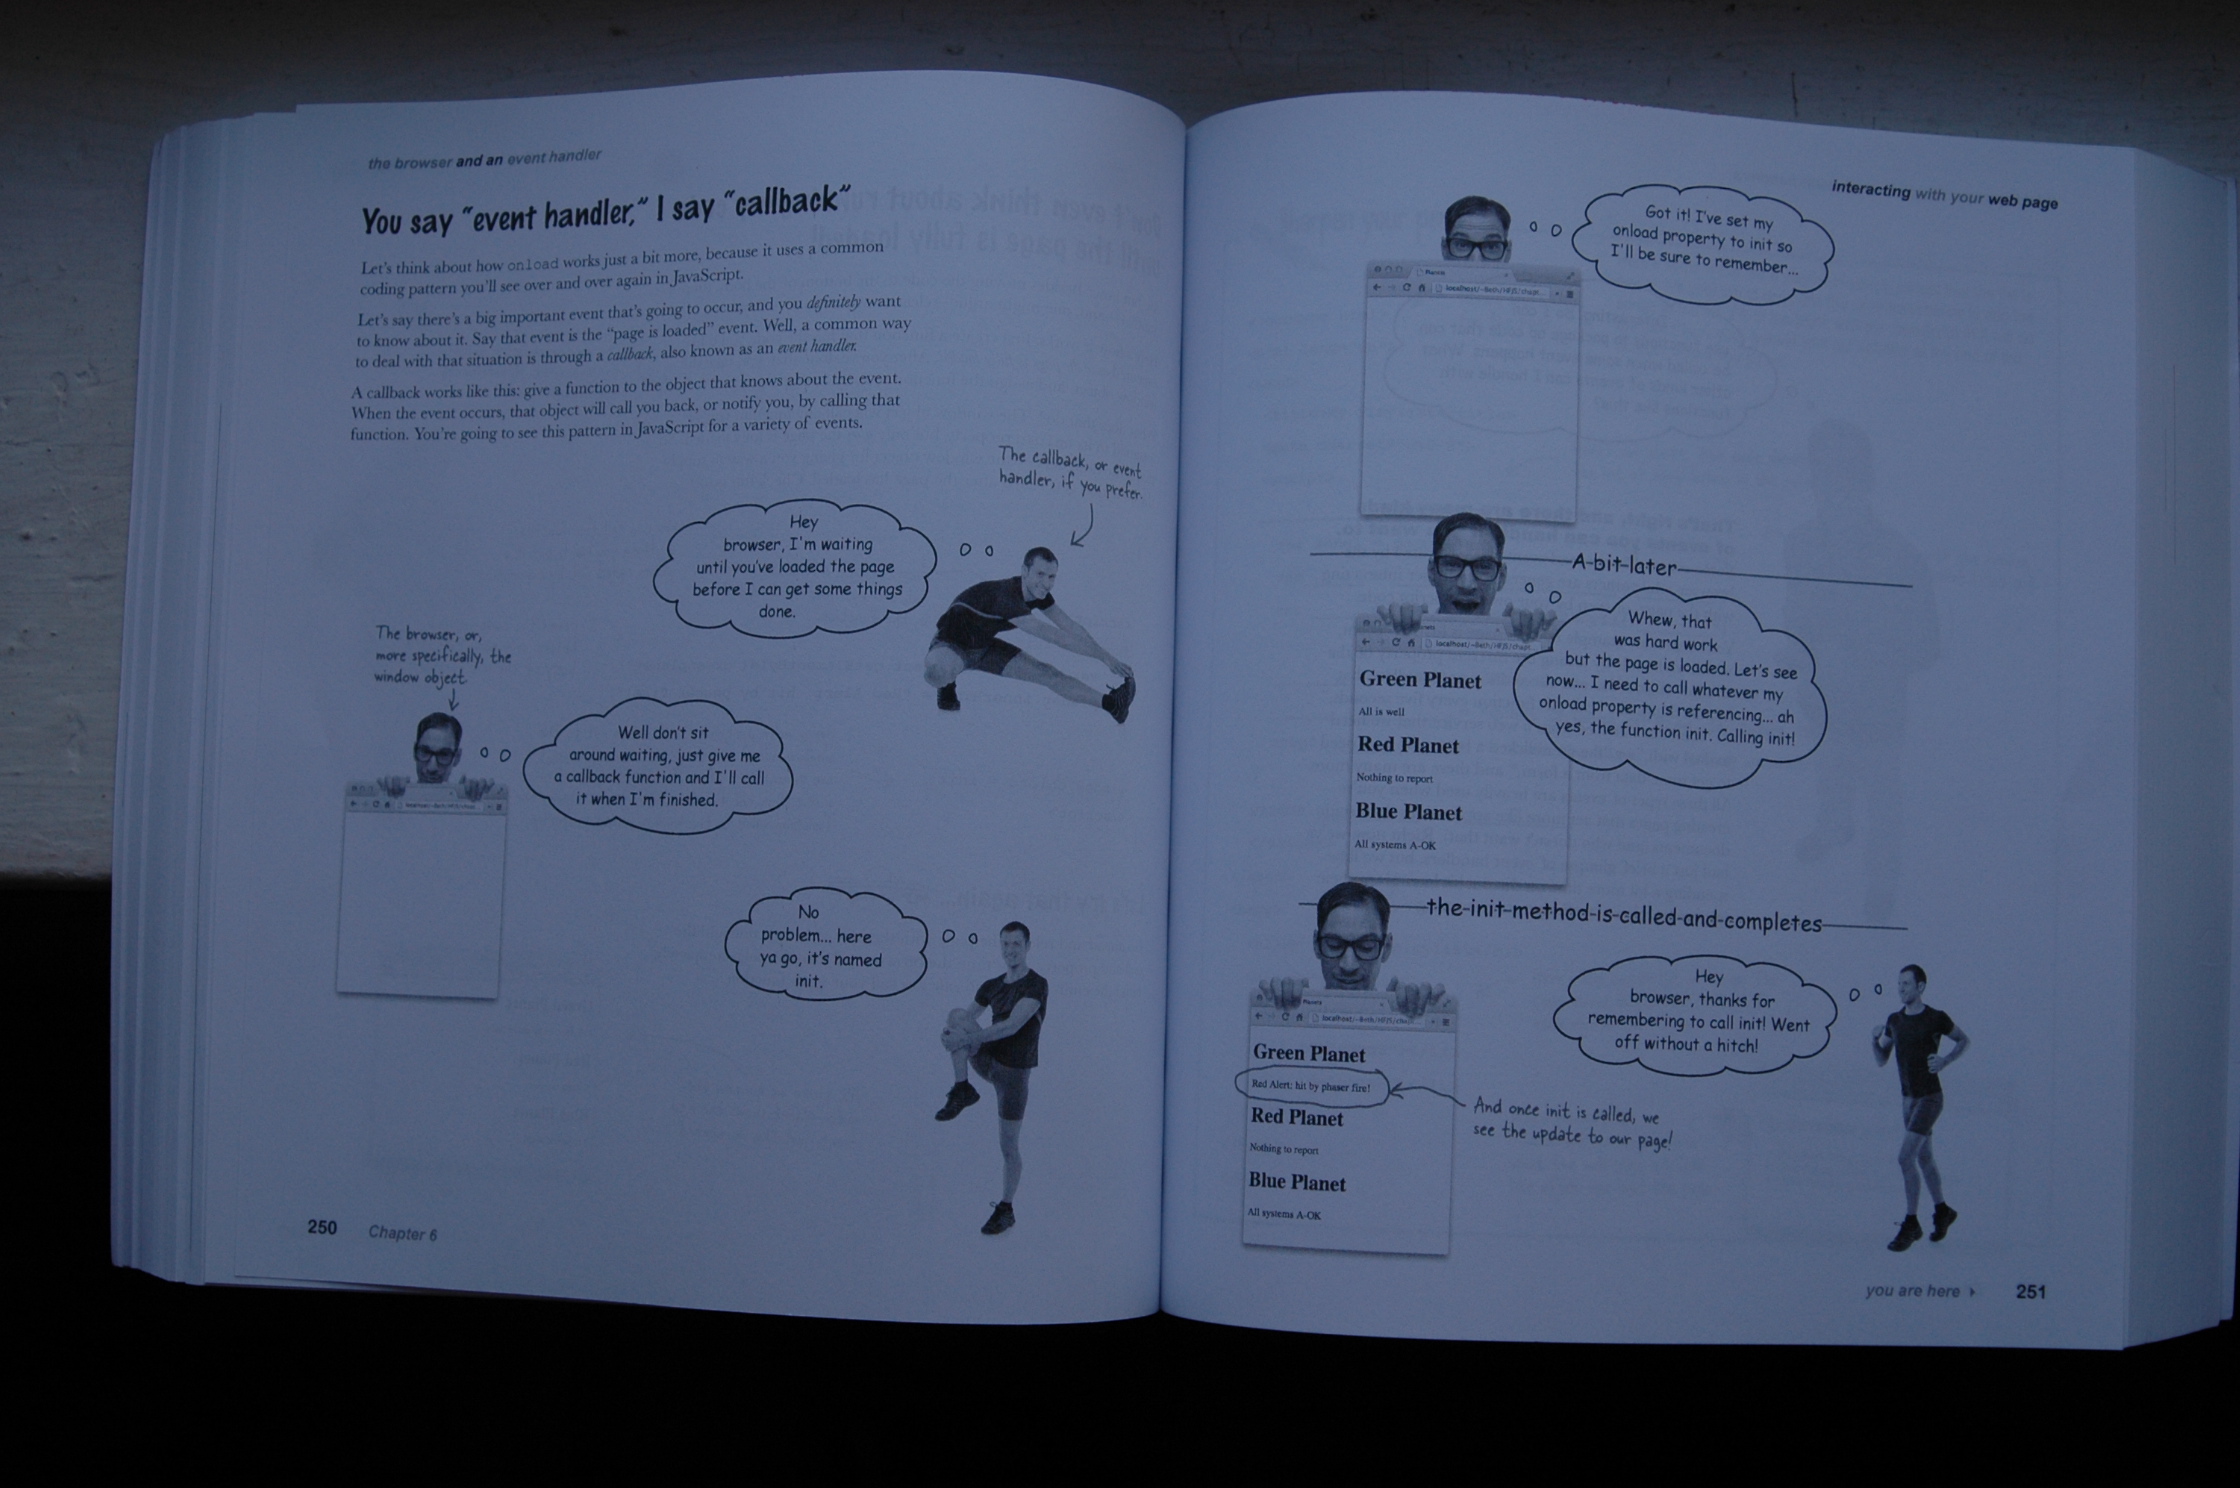 the browser and an event handler
You say “event handler,” I say “callback”
Let’s think about how onload works just a bit more, because it uses a common
coding pattern you’ll see over and over again in JavaScript.
Let’s say there’s a big important event that’s going to occur, and you definitely want
to know about it. Say that event is the “page is loaded” event. Well, a common way
to deal with that situation is through a callback, also known as an event handler.
A callback works like this: give a function to the object that knows about the event.
When the event occurs, that object will call you back, or notify you, by calling that
function. You’re going to see this pattern in JavaScript for a variety of events.
The callback, or event
handler, if you prefer.
Hey
browser, I’m waiting
until you’ve loaded the page
before I can get some things
done.
The browser, or,
more specifically, the
window object.
Well don’t sit
around waiting, just give me
a callback function and I’ll call
it when I’m finished.
No
problem... here
ya go, it’s named
init.
250 Chapter 6
interacting with your web page
Got it! I’ve set my
onload property to init so
I’ll be sure to remember...
Planets
A-bit-later
Whew, that
was hard work
but the page is loaded. Let’s see
now... I need to call whatever my
onload property is referencing... ah
yes, the function init. Calling init!
Green Planet
All is well
Red Planet
Nothing to report
Blue Planet
All systems A-OK
the-init-method-is-called-and-completes
Hey
browser, thanks for
remembering to call init! Went
off without a hitch!
And once init is called, we
see the update to our page!
Planets
Green Planet
Red Alert: hit by phaser fire!
Red Planet
Nothing to report
Blue Planet
All systems A-OK
you are here ▸ 251